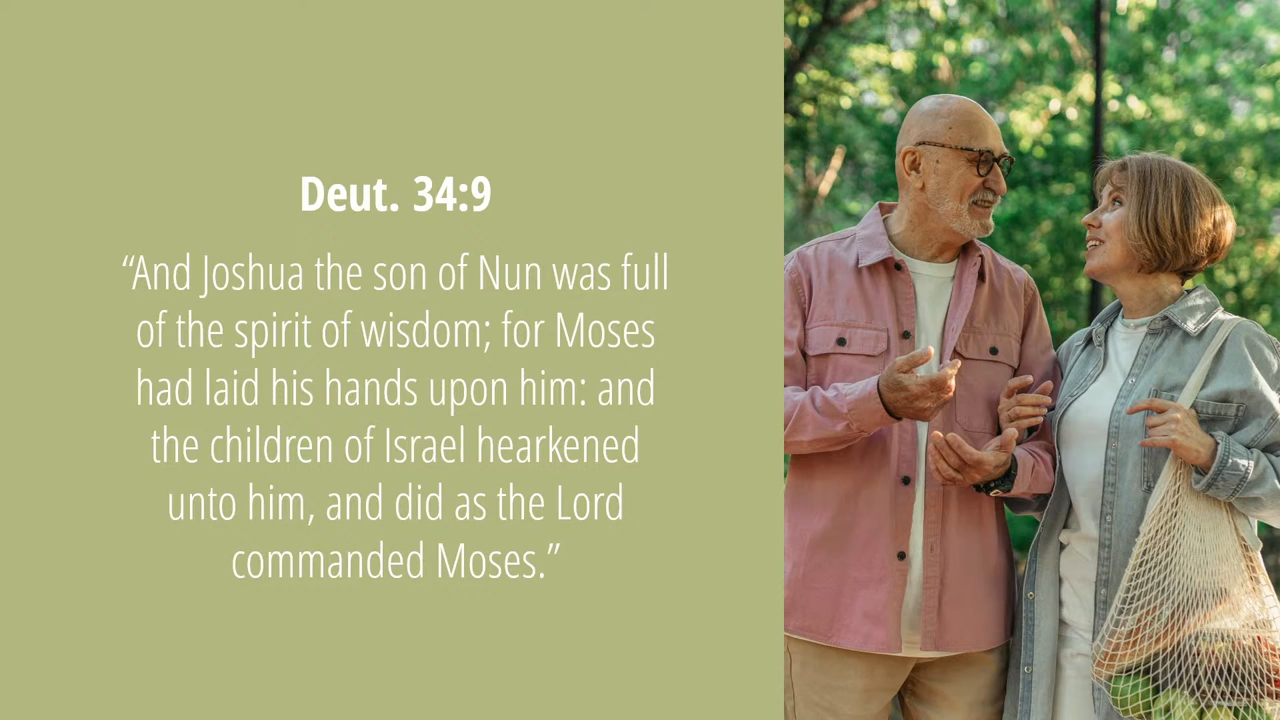 Deut. 34:9
“And Joshua the son of Nun was full
of the spirit of wisdom; for Moses
had laid his hands upon him: and
the children of Israel hearkened
unto him, and did as the Lord
commanded Moses.”